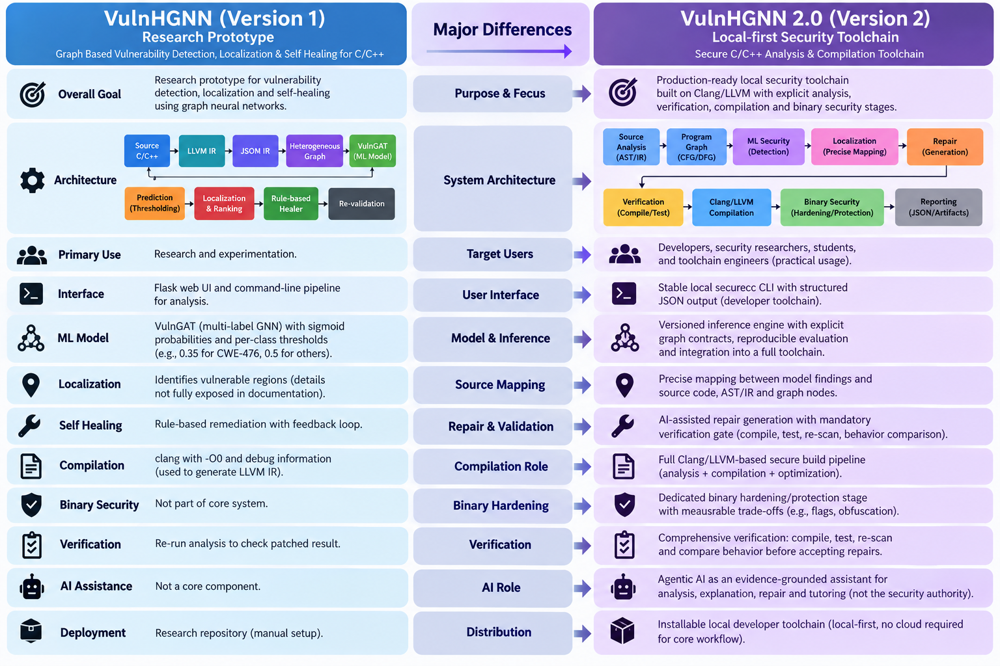 VulnHGNN (Version 1)
Research Prototype
Graph Based Vulnerability Detection, Localization & Self Healing for C/C++
Major Differences
VulnHGNN 2.0 (Version 2)
Local-first Security Toolchain
Secure C/C++ Analysis & Compilation Toolchain
Overall Goal
Research prototype for vulnerability
detection, localization and self-healing
using graph neural networks.
Purpose & Focus
Production-ready local security toolchain
built on Clang/LLVM with explicit analysis,
verification, compilation and binary security stages.
Architecture
Source
C/C++
LLVM IR
JSON IR
Heterogeneous
Graph
VulnGAT
(ML Model)
Prediction
(Thresholding)
Localization
& Ranking
Rule-based
Healer
Re-validation
System Architecture
Source
Analysis
(AST/IR)
Program
Graph
(CFG/DFG)
ML Security
(Detection)
Localization
(Precise Mapping)
Repair
(Generation)
Verification
(Compile/Test)
Clang/LLVM
Compilation
Binary Security
(Hardening/Protection)
Reporting
(JSON/Artifacts)
Primary Use
Research and experimentation.
Target Users
Developers, security researchers, students,
and toolchain engineers (practical usage).
Interface
Flask web UI and command-line pipeline
for analysis.
User Interface
Stable local securecc CLI with structured
JSON output (developer toolchain).
ML Model
VulnGAT (multi-label GNN) with sigmoid
probabilities and per-class thresholds
(e.g., 0.35 for CWE-476, 0.5 for others).
Model & Inference
Versioned inference engine with explicit
graph contracts, reproducible evaluation
and integration into a full toolchain.
Localization
Identifies vulnerable regions (details
not fully exposed in documentation).
Source Mapping
Precise mapping between model findings and
source code, AST/IR and graph nodes.
Self Healing
Rule-based remediation with feedback loop.
Repair & Validation
AI-assisted repair generation with mandatory
verification gate (compile, test, re-scan, behavior comparison).
Compilation
clang with -O0 and debug information
(used to generate LLVM IR).
Compilation Role
Full Clang/LLVM-based secure build pipeline
(analysis + compilation + optimization).
Binary Security
Not part of core system.
Binary Hardening
Dedicated binary hardening/protection stage
with meausrable trade-offs (e.g., flags, obfuscation).
Verification
Re-run analysis to check patched result.
Verification
Comprehensive verification: compile, test, re-scan
and compare behavior before accepting repairs.
AI Assistance
Not a core component.
AI Role
Agentic AI as an evidence-grounded assistant for
analysis, explanation, repair and tutoring (not the security authority).
Deployment
Research repository (manual setup).
Distribution
Installable local developer toolchain (local-first, no cloud required
for core workflow).